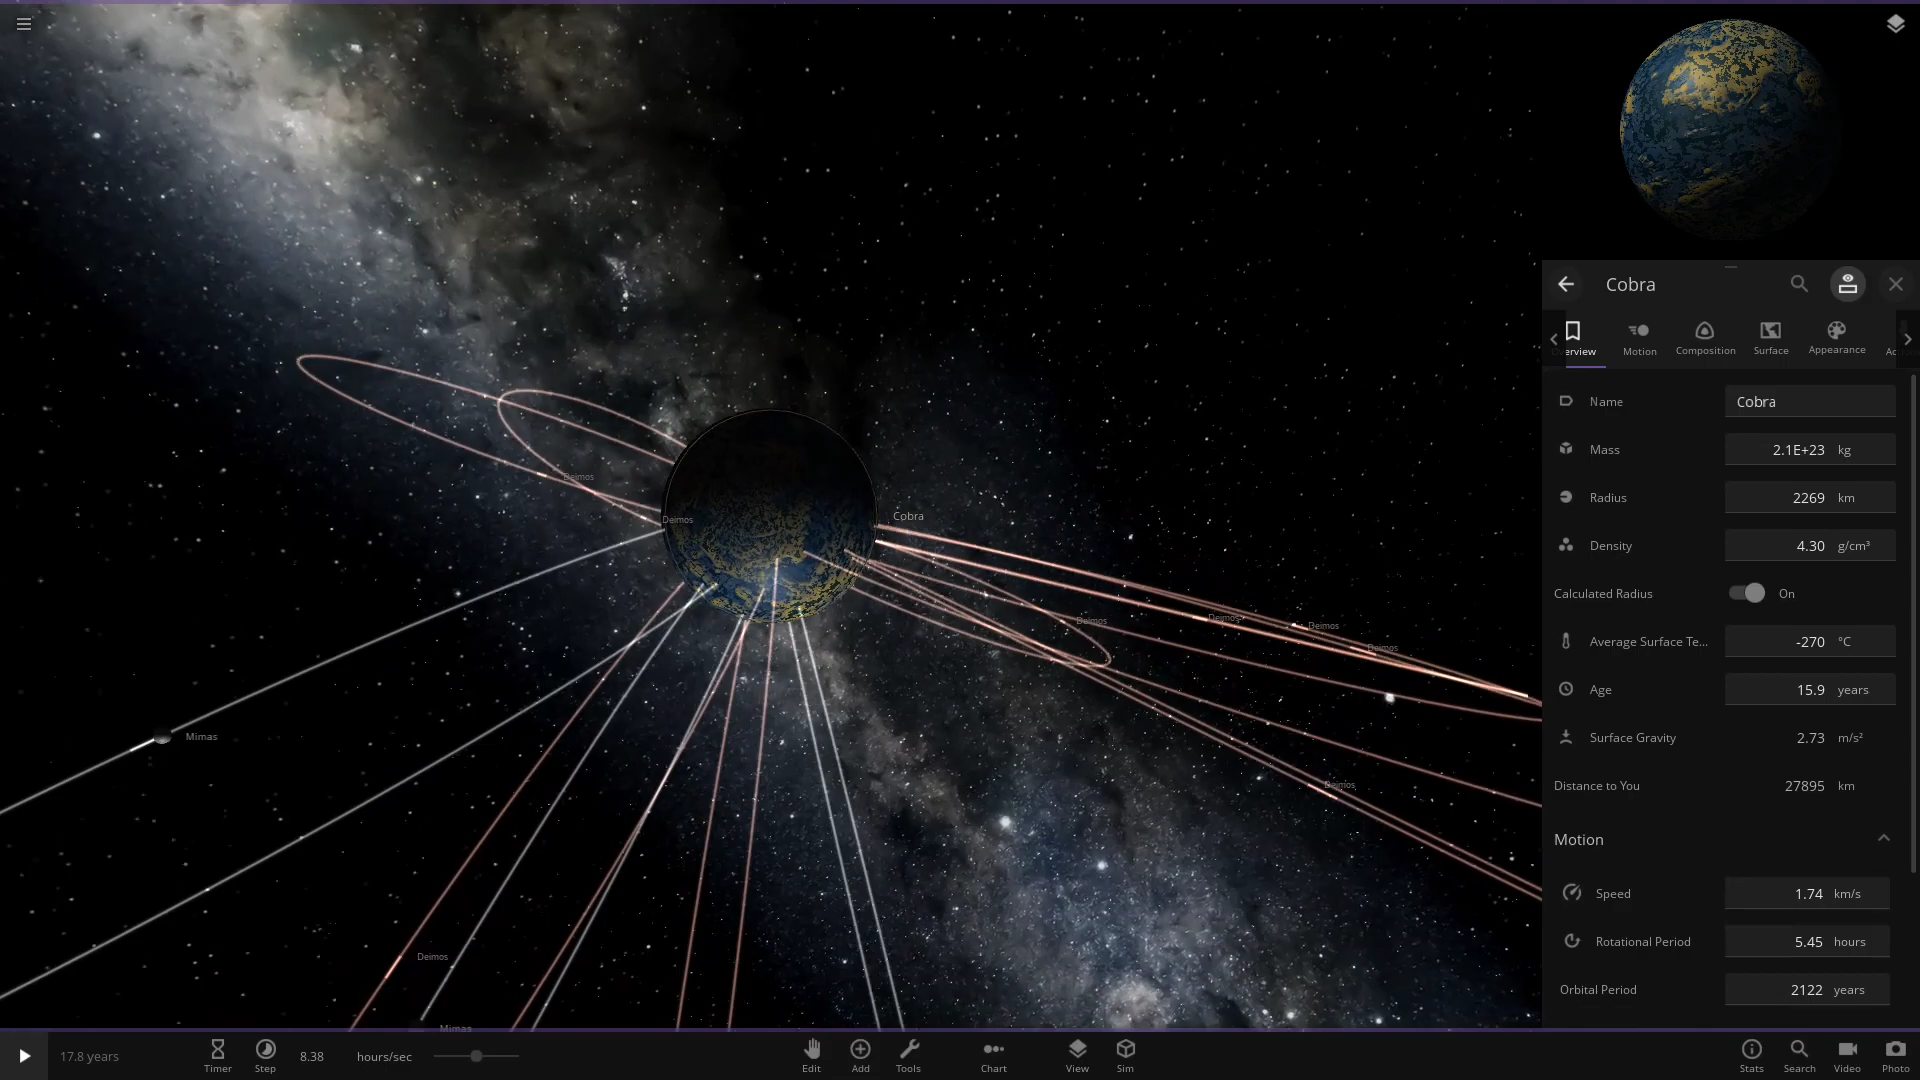 Cobra
erview
Motion
Composition
Surface
Appearance
Ac
Name
Cobra
Mass
2.1E+23 kg
Radius
2269 km
Density
4.30 g/cm³
Calculated Radius
On
Average Surface Te...
-270 °C
Age
15.9 years
Surface Gravity
2.73 m/s²
Distance to You
27895 km
Motion
Speed
1.74 km/s
Rotational Period
5.45 hours
Orbital Period
2122 years
Deimos
Deimos
Cobra
Deimos
Deimos
Deimos
Deimos
Mimas
Deimos
Deimos
Mimas
17.8 years
Timer
Step
8.38 hours/sec
Edit
Add
Tools
Chart
View
Sim
Stats
Search
Video
Photo